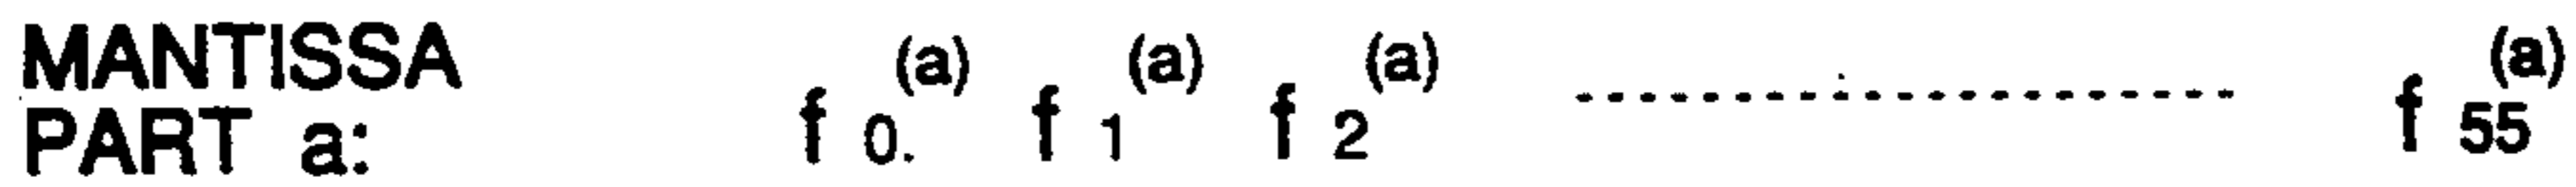 MANTISSA
PART a: f 0. (a) f 1 (a) f 2 (a) -------------------- f 55 (a)